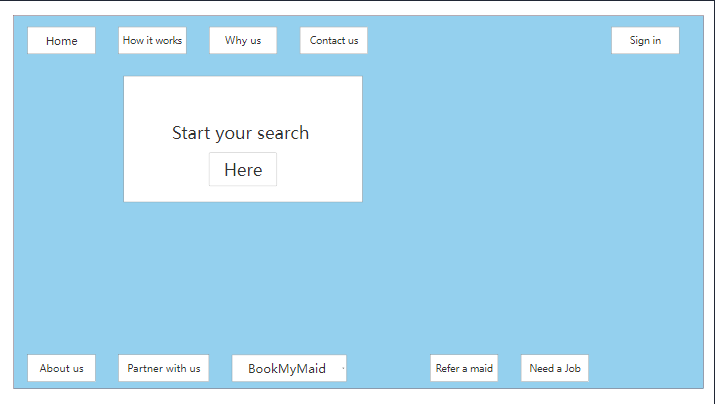 Home
How it works
Why us
Contact us
Sign in
Start your search
Here
About us
Partner with us
BookMyMaid
Refer a maid
Need a Job